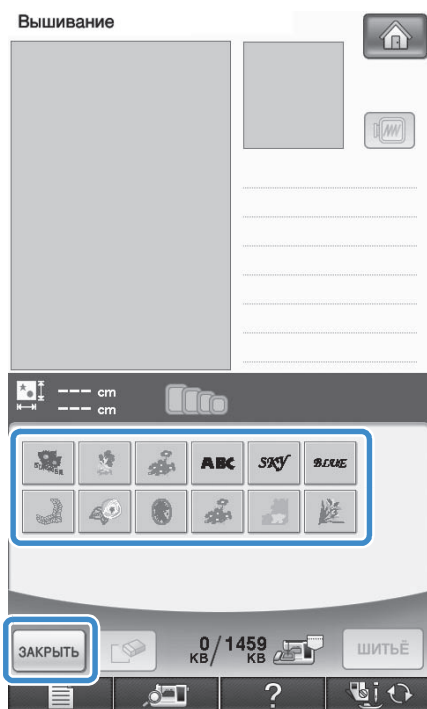 Вышивание
--- cm
--- cm
ABC SKY BLUE
ЗАКРЫТЬ
0/1459
KB KB
ШИТЬЁ
?